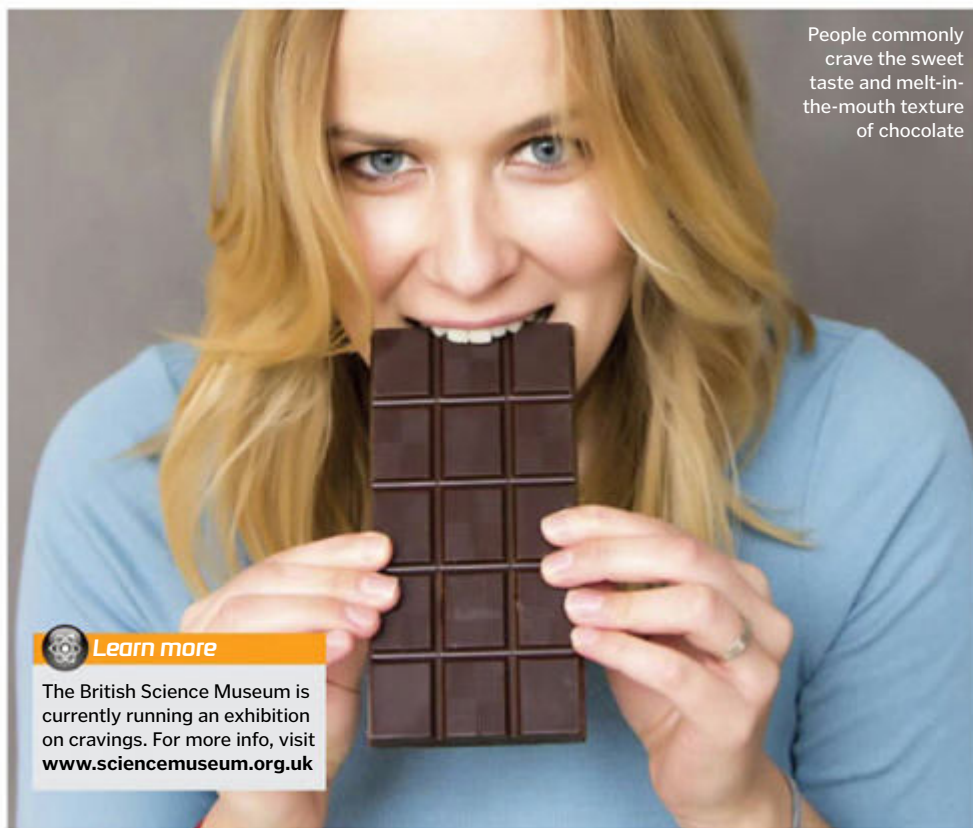 People commonly
crave the sweet
taste and melt-in-
the-mouth texture
of chocolate
Learn more
The British Science Museum is
currently running an exhibition
on cravings. For more info, visit
www.sciencemuseum.org.uk